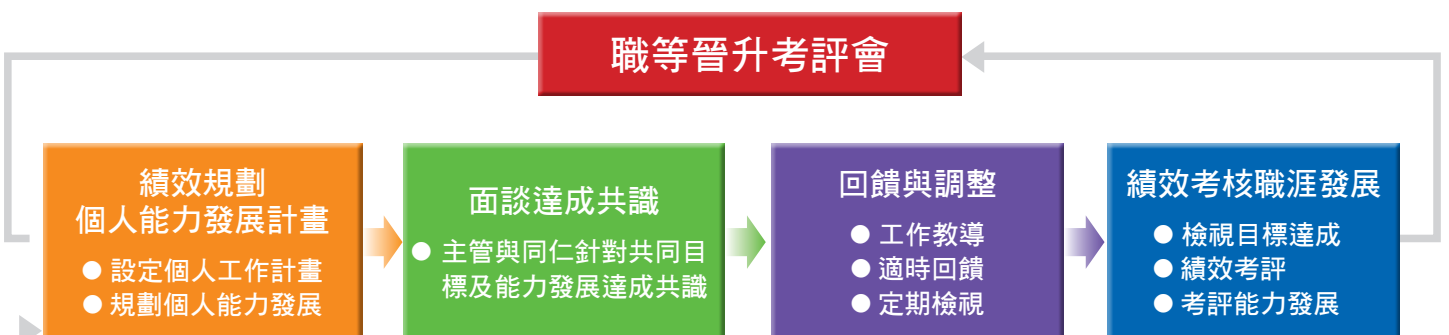 職等晉升考評會
績效規劃
個人能力發展計畫
● 設定個人工作計畫
● 規劃個人能力發展
面談達成共識
● 主管與同仁針對共同目
標及能力發展達成共識
回饋與調整
● 工作教導
● 適時回饋
● 定期檢視
績效考核職涯發展
● 檢視目標達成
● 績效考評
● 考評能力發展